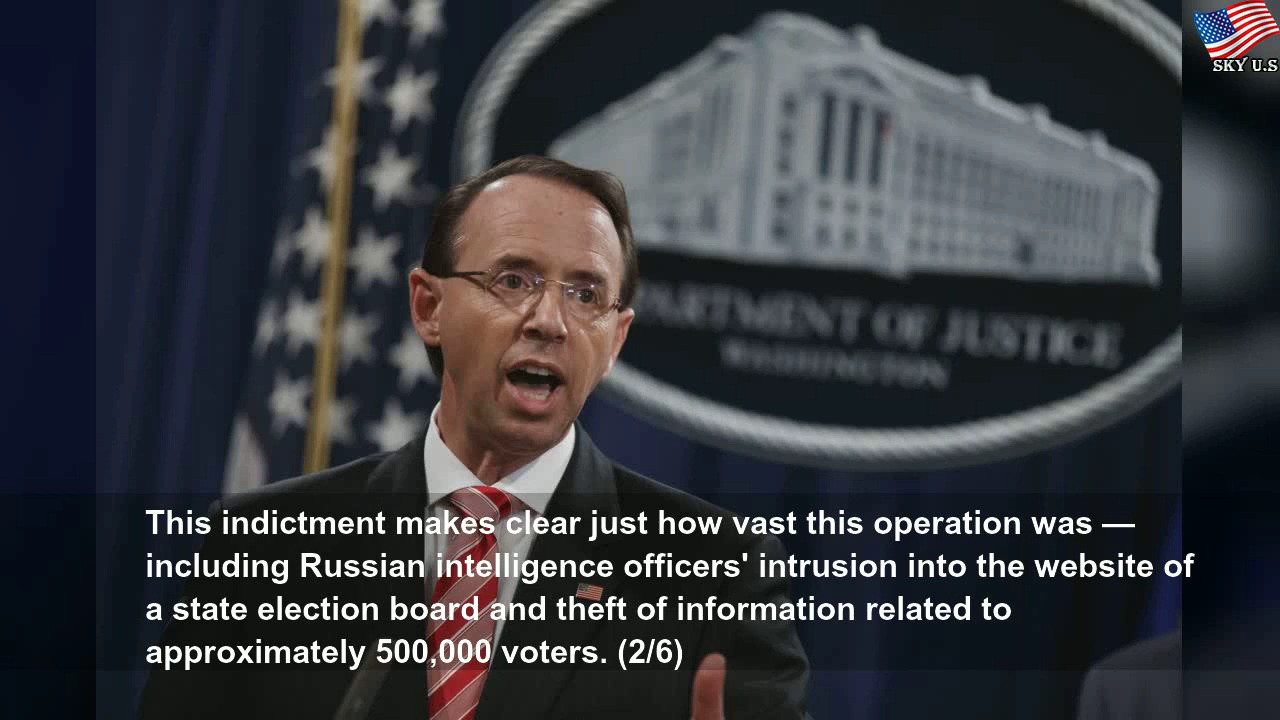 SKY U.S
DEPARTMENT OF JUSTICE
WASHINGTON
This indictment makes clear just how vast this operation was —
including Russian intelligence officers' intrusion into the website of
a state election board and theft of information related to
approximately 500,000 voters. (2/6)